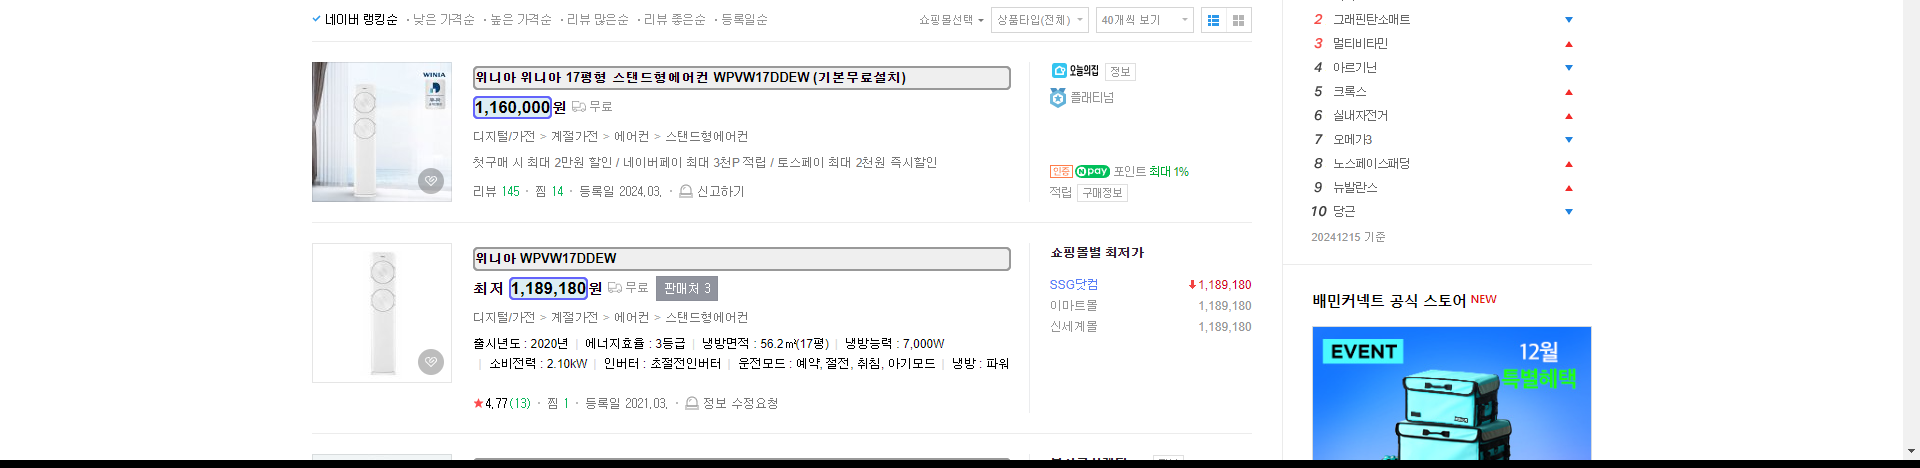 네이버 랭킹순 · 낮은 가격순 · 높은 가격순 · 리뷰 많은순 · 리뷰 좋은순 · 등록일순
쇼핑몰선택
상품타입(전체)
40개씩 보기
WINIA
위니아 위니아 17평형 스탠드형에어컨 WPVW17DDEW (기본무료설치)
1,160,000원 무료
디지털/가전 > 계절가전 > 에어컨 > 스탠드형에어컨
첫구매 시 최대 2만원 할인 / 네이버페이 최대 3천P 적립 / 토스페이 최대 2천원 즉시할인
리뷰 145 · 찜 14 · 등록일 2024.03. · 신고하기
오늘의집 정보
플래티넘
인증 N pay 포인트 최대 1%
적립 구매정보
위니아 WPVW17DDEW
최저 1,189,180원 무료 판매처 3
디지털/가전 > 계절가전 > 에어컨 > 스탠드형에어컨
출시년도 : 2020년 | 에너지효율 : 3등급 | 냉방면적 : 56.2㎡(17평) | 냉방능력 : 7,000W
| 소비전력 : 2.10kW | 인버터 : 초절전인버터 | 운전모드 : 예약, 절전, 취침, 아기모드 | 냉방 : 파워
★4,77(13) · 찜 1 · 등록일 2021.03. · 정보 수정요청
쇼핑몰별 최저가
SSG닷컴 1,189,180
이마트몰 1,189,180
신세계몰 1,189,180
2 그래핀탄소매트
3 멀티비타민
4 아르기닌
5 크록스
6 실내자전거
7 오메가3
8 노스페이스패딩
9 뉴발란스
10 당근
20241215 기준
배민커넥트 공식 스토어 NEW
EVENT
12월
특별혜택